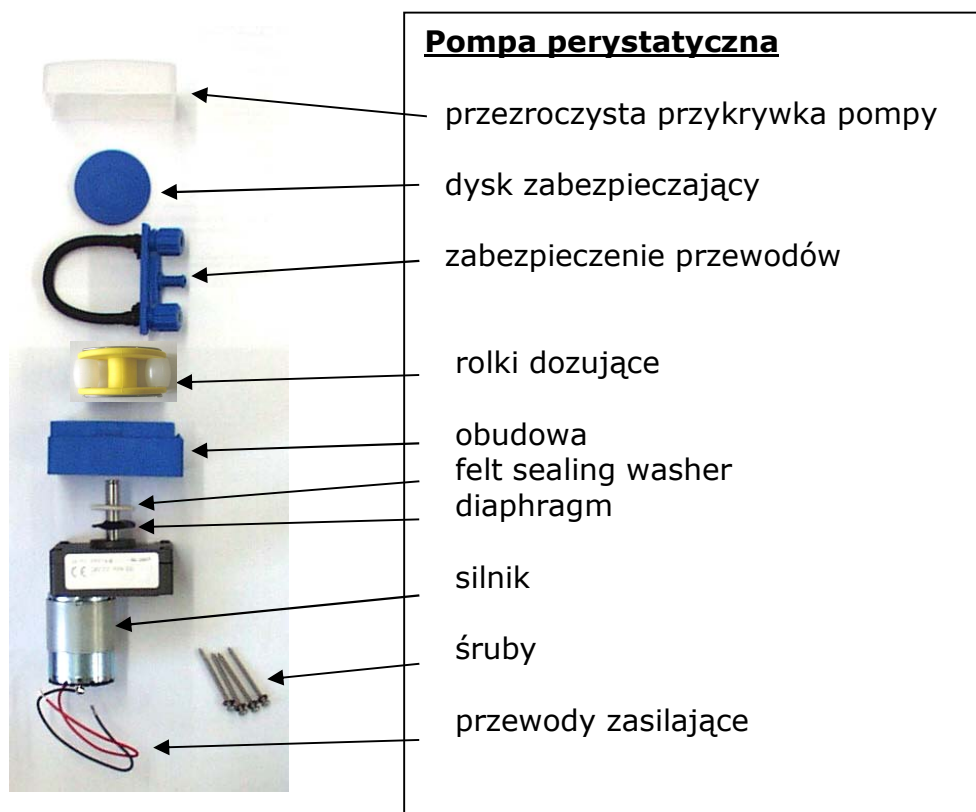 Pompa perystatyczna
przezroczysta przykrywka pompy
dysk zabezpieczający
zabezpieczenie przewodów
rolki dozujące
obudowa
felt sealing washer
diaphragm
silnik
śruby
przewody zasilające
CE